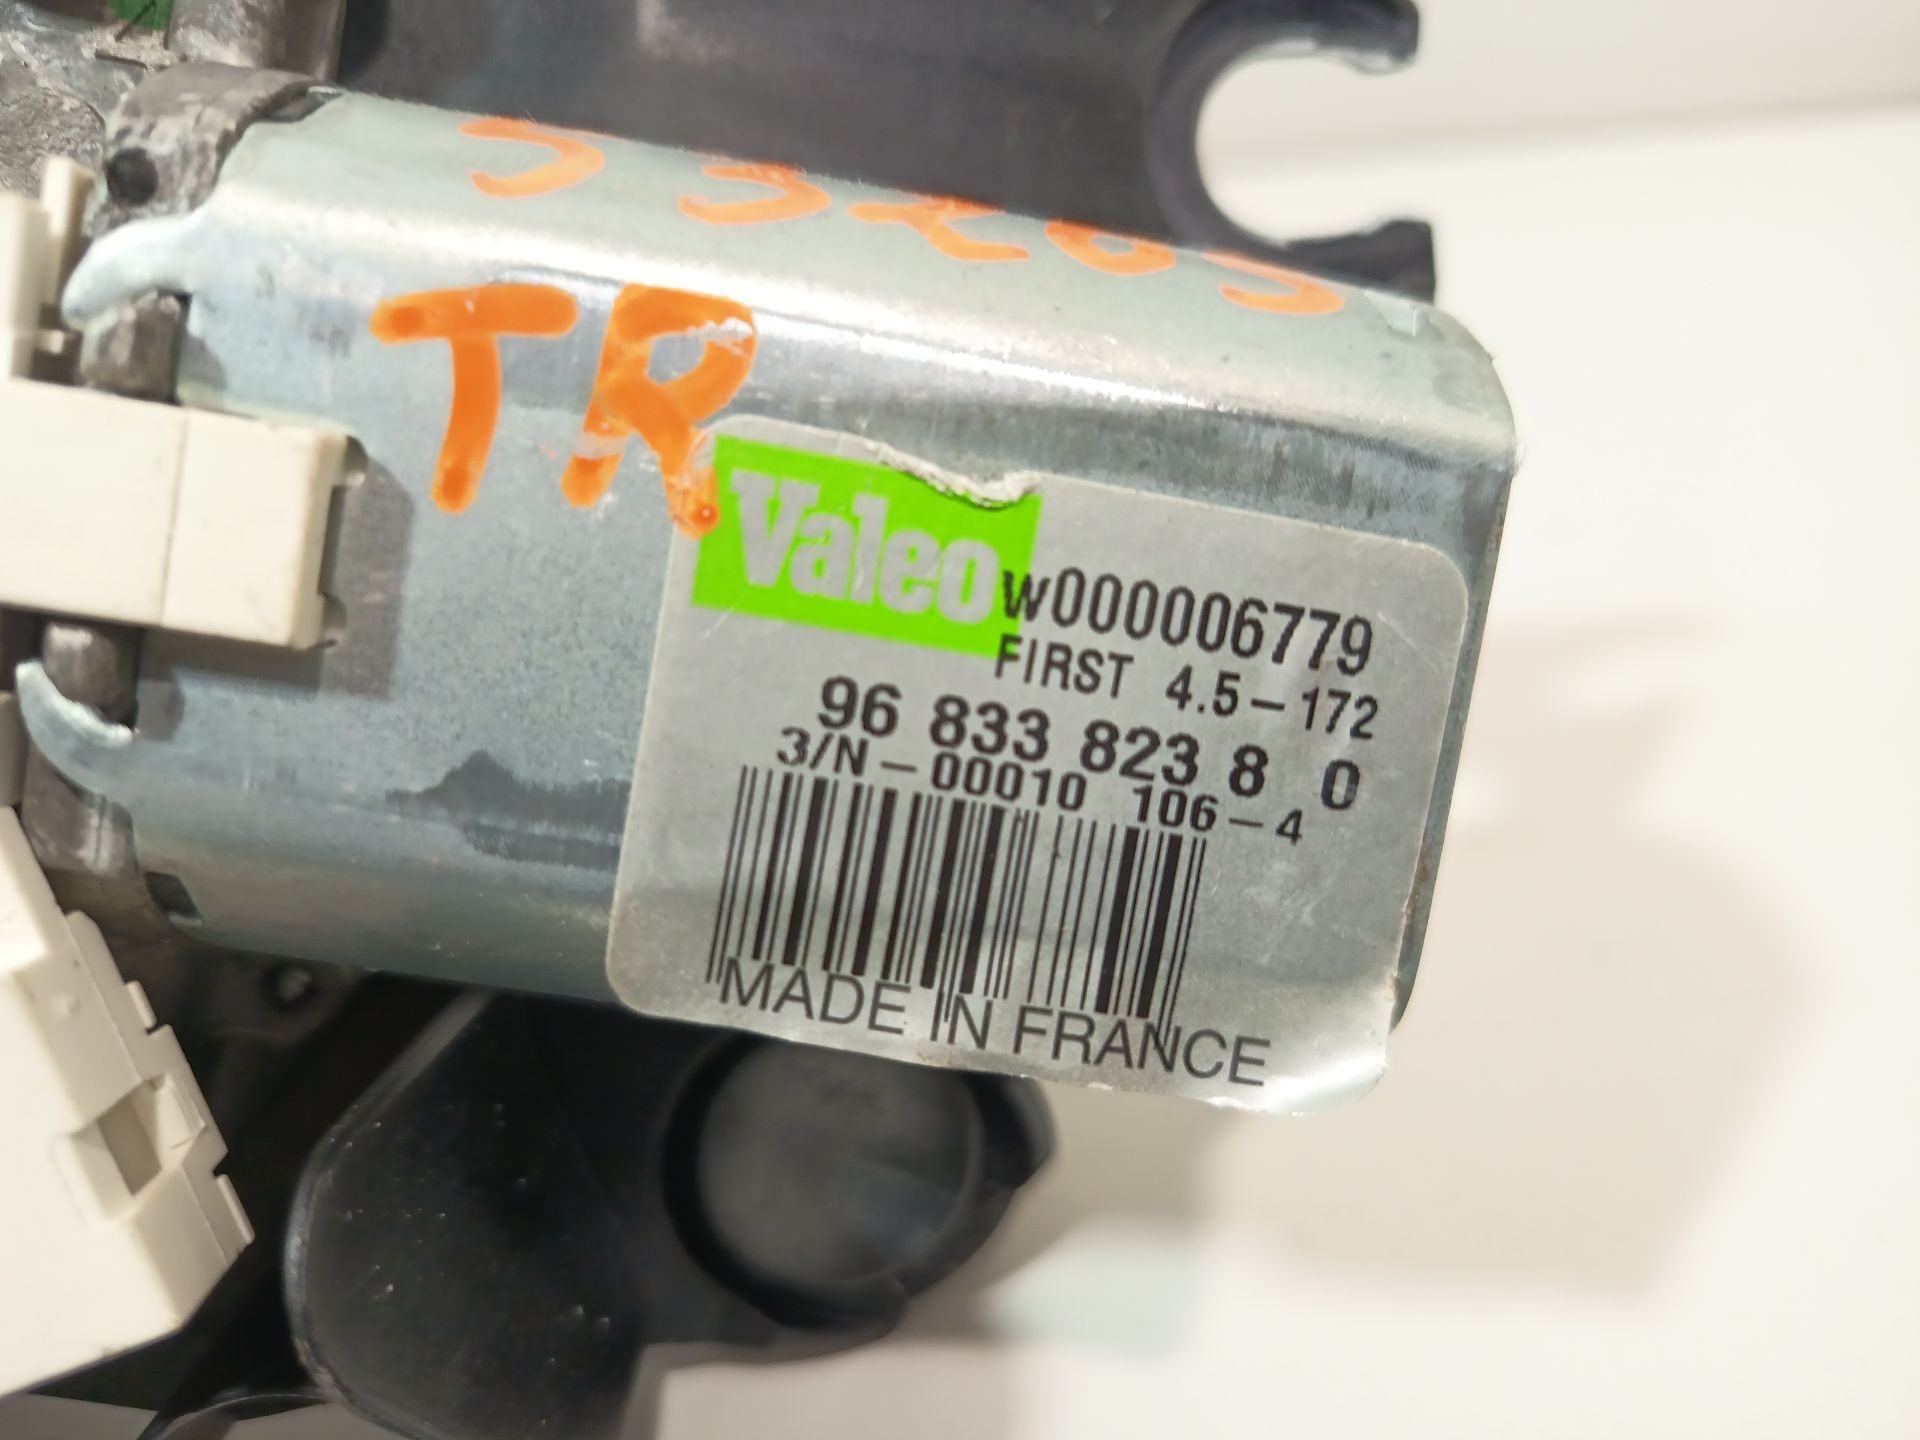 53205
TR
Valeo
W000006779
FIRST 4.5-172
96 833 823 8 0
3/N-00010 106-4
MADE IN FRANCE